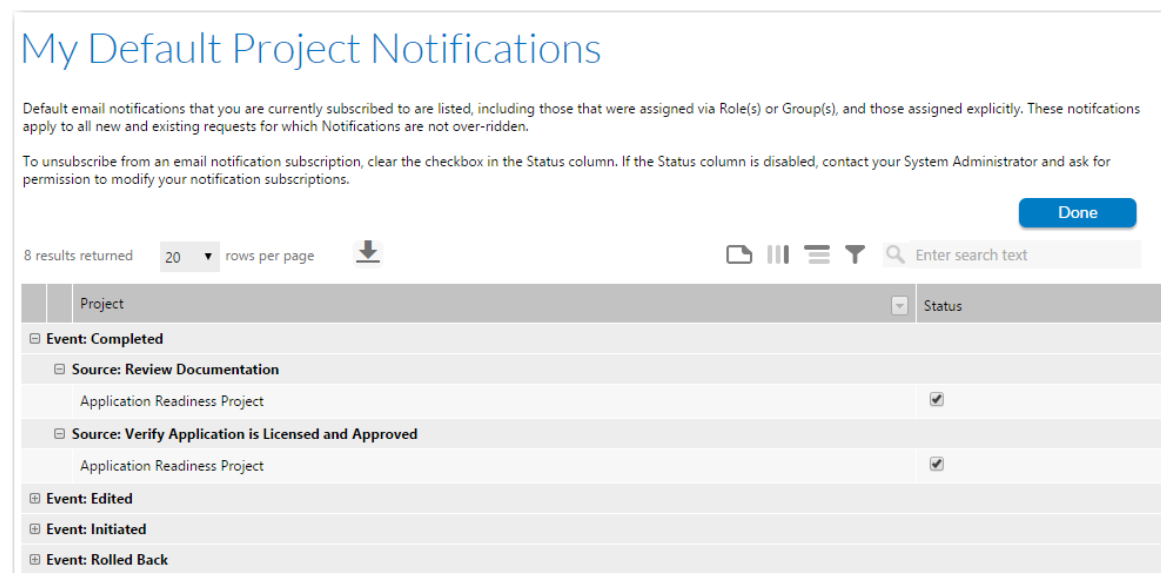 My Default Project Notifications
Default email notifications that you are currently subscribed to are listed, including those that were assigned via Role(s) or Group(s), and those assigned explicitly. These notifcations
apply to all new and existing requests for which Notifications are not over-ridden.
To unsubscribe from an email notification subscription, clear the checkbox in the Status column. If the Status column is disabled, contact your System Administrator and ask for
permission to modify your notification subscriptions.
Done
8 results returned 20 rows per page Enter search text
Project Status
Event: Completed
Source: Review Documentation
Application Readiness Project
Source: Verify Application is Licensed and Approved
Application Readiness Project
Event: Edited
Event: Initiated
Event: Rolled Back